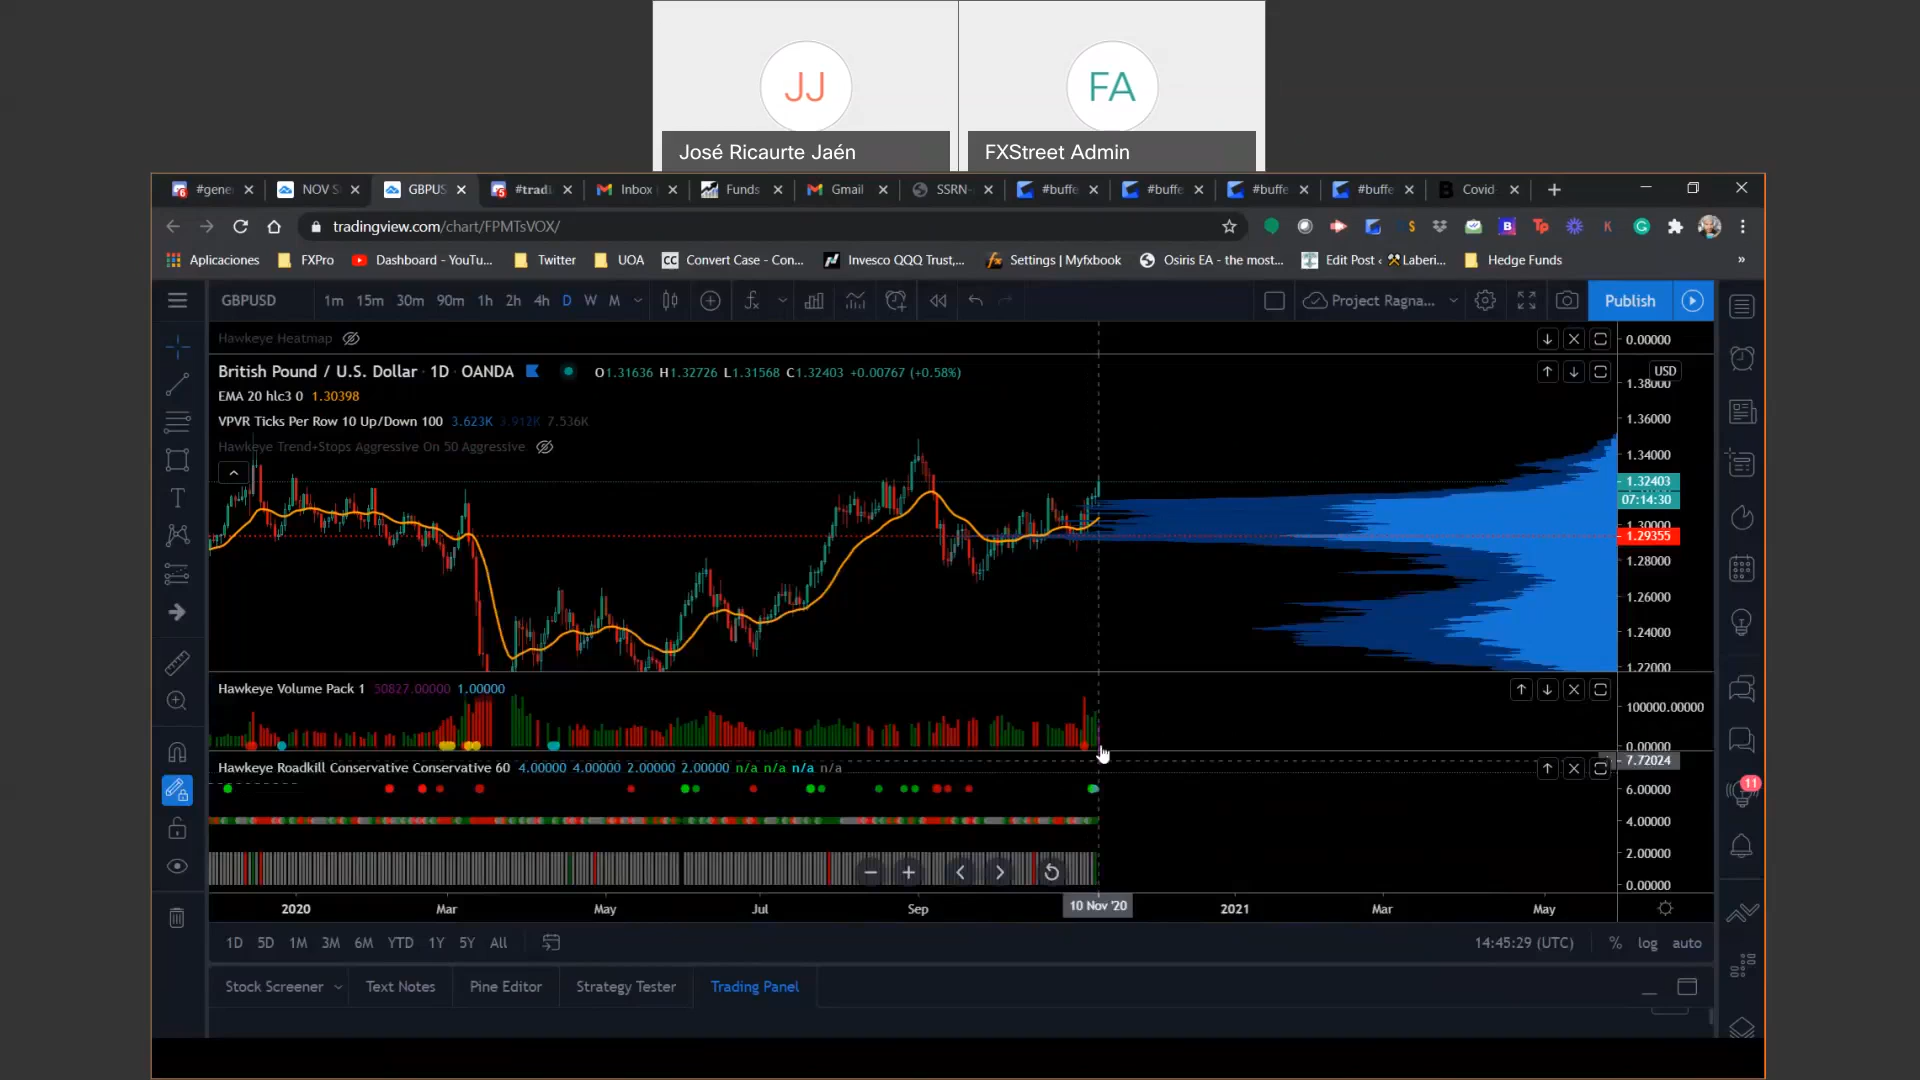 JJ FA
José Ricaurte Jaén FXStreet Admin
#gene NOV S GBPUS #tradi Inbox Funds Gmail SSRN- #buffe #buffe #buffe #buffe Covid
tradingview.com/chart/FPMTsVOX/
Aplicaciones FXPro Dashboard - YouTu... Twitter UOA CC Convert Case - Con... Invesco QQQ Trust,... fx Settings | Myfxbook Osiris EA - the most... Edit Post ‹ Laberi... Hedge Funds »
GBPUSD 1m 15m 30m 90m 1h 2h 4h D W M Project Ragna... Publish
Hawkeye Heatmap 0.00000
British Pound / U.S. Dollar · 1D · OANDA O1.31636 H1.32726 L1.31568 C1.32403 +0.00767 (+0.58%) USD
1.38000
EMA 20 hlc3 0 1.30398
VPVR Ticks Per Row 10 Up/Down 100 3.623K 3.912K 7.536K 1.36000
Hawkeye Trend+Stops Aggressive On 50 Aggressive
1.34000
1.32403
07:14:30
1.30000
1.29355
1.28000
1.26000
1.24000
1.22000
Hawkeye Volume Pack 1 50827.00000 1.00000
100000.00000
0.00000
7.72024
Hawkeye Roadkill Conservative Conservative 60 4.00000 4.00000 2.00000 2.00000 n/a n/a n/a n/a
6.00000
4.00000
2.00000
0.00000
11
2020 Mar May Jul Sep 10 Nov '20 2021 Mar May
1D 5D 1M 3M 6M YTD 1Y 5Y All 14:45:29 (UTC) % log auto
Stock Screener Text Notes Pine Editor Strategy Tester Trading Panel